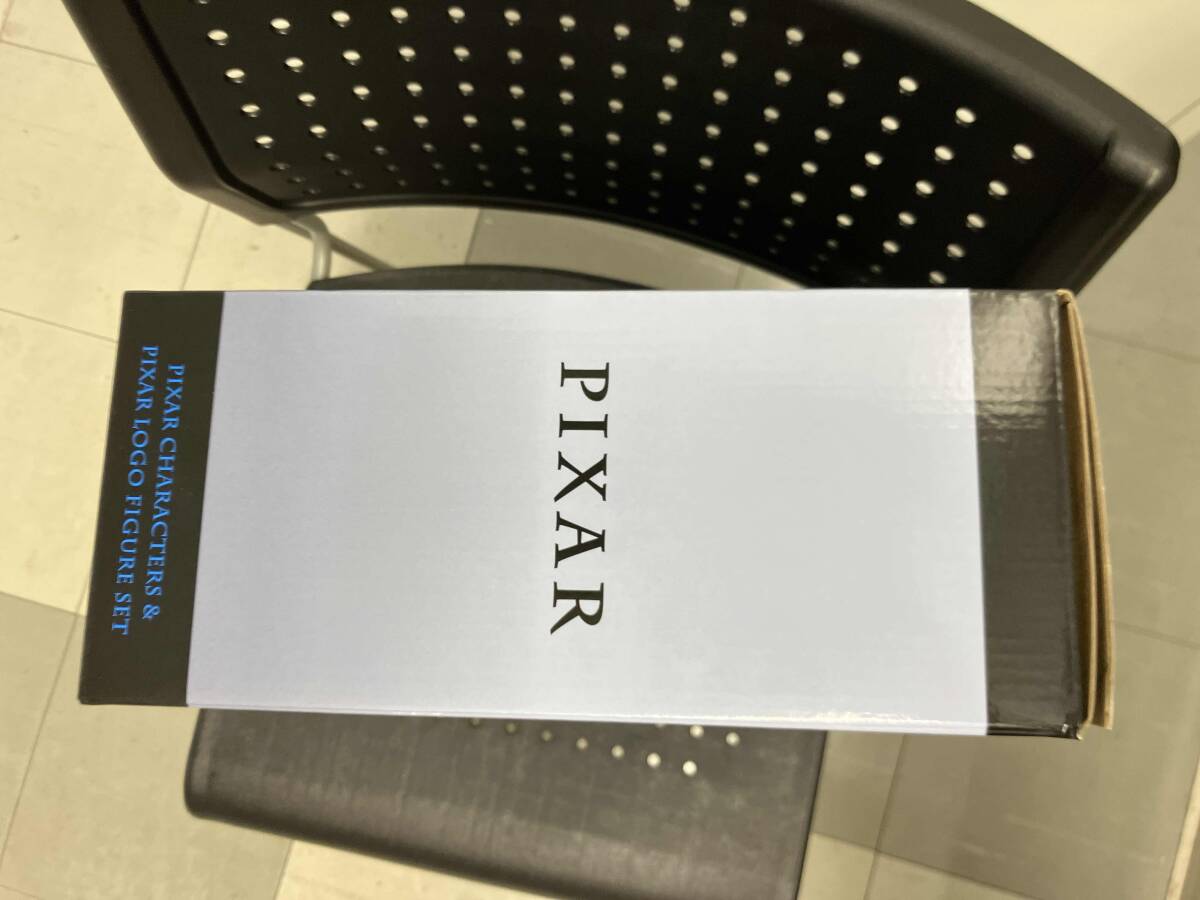 PIXAR
PIXAR CHARACTERS &
PIXAR LOGO FIGURE SET